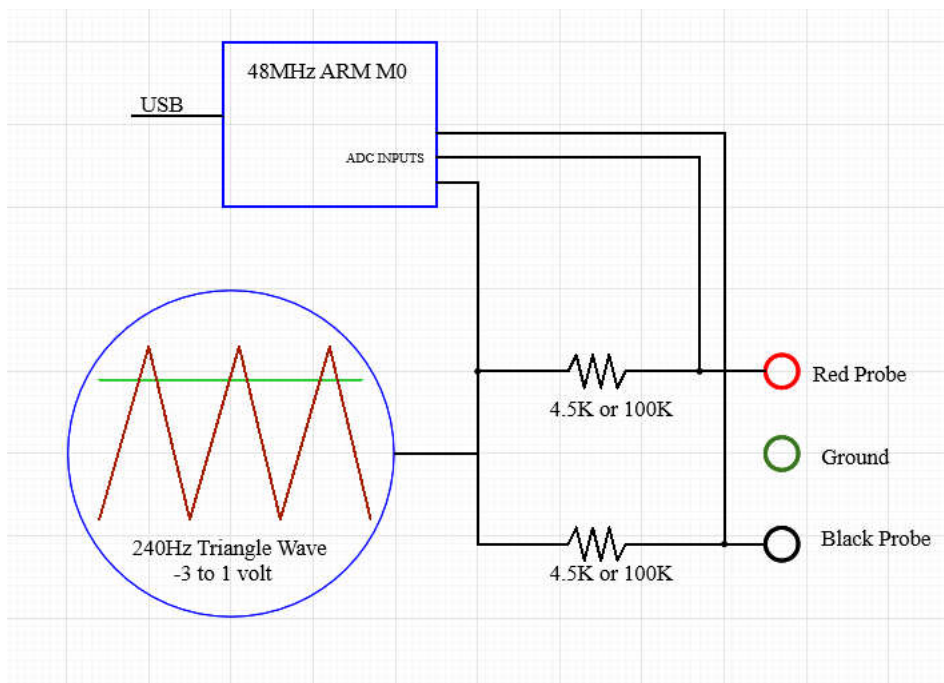 48MHz ARM M0
USB
ADC INPUTS
Red Probe
4.5K or 100K
Ground
Black Probe
4.5K or 100K
240Hz Triangle Wave
-3 to 1 volt